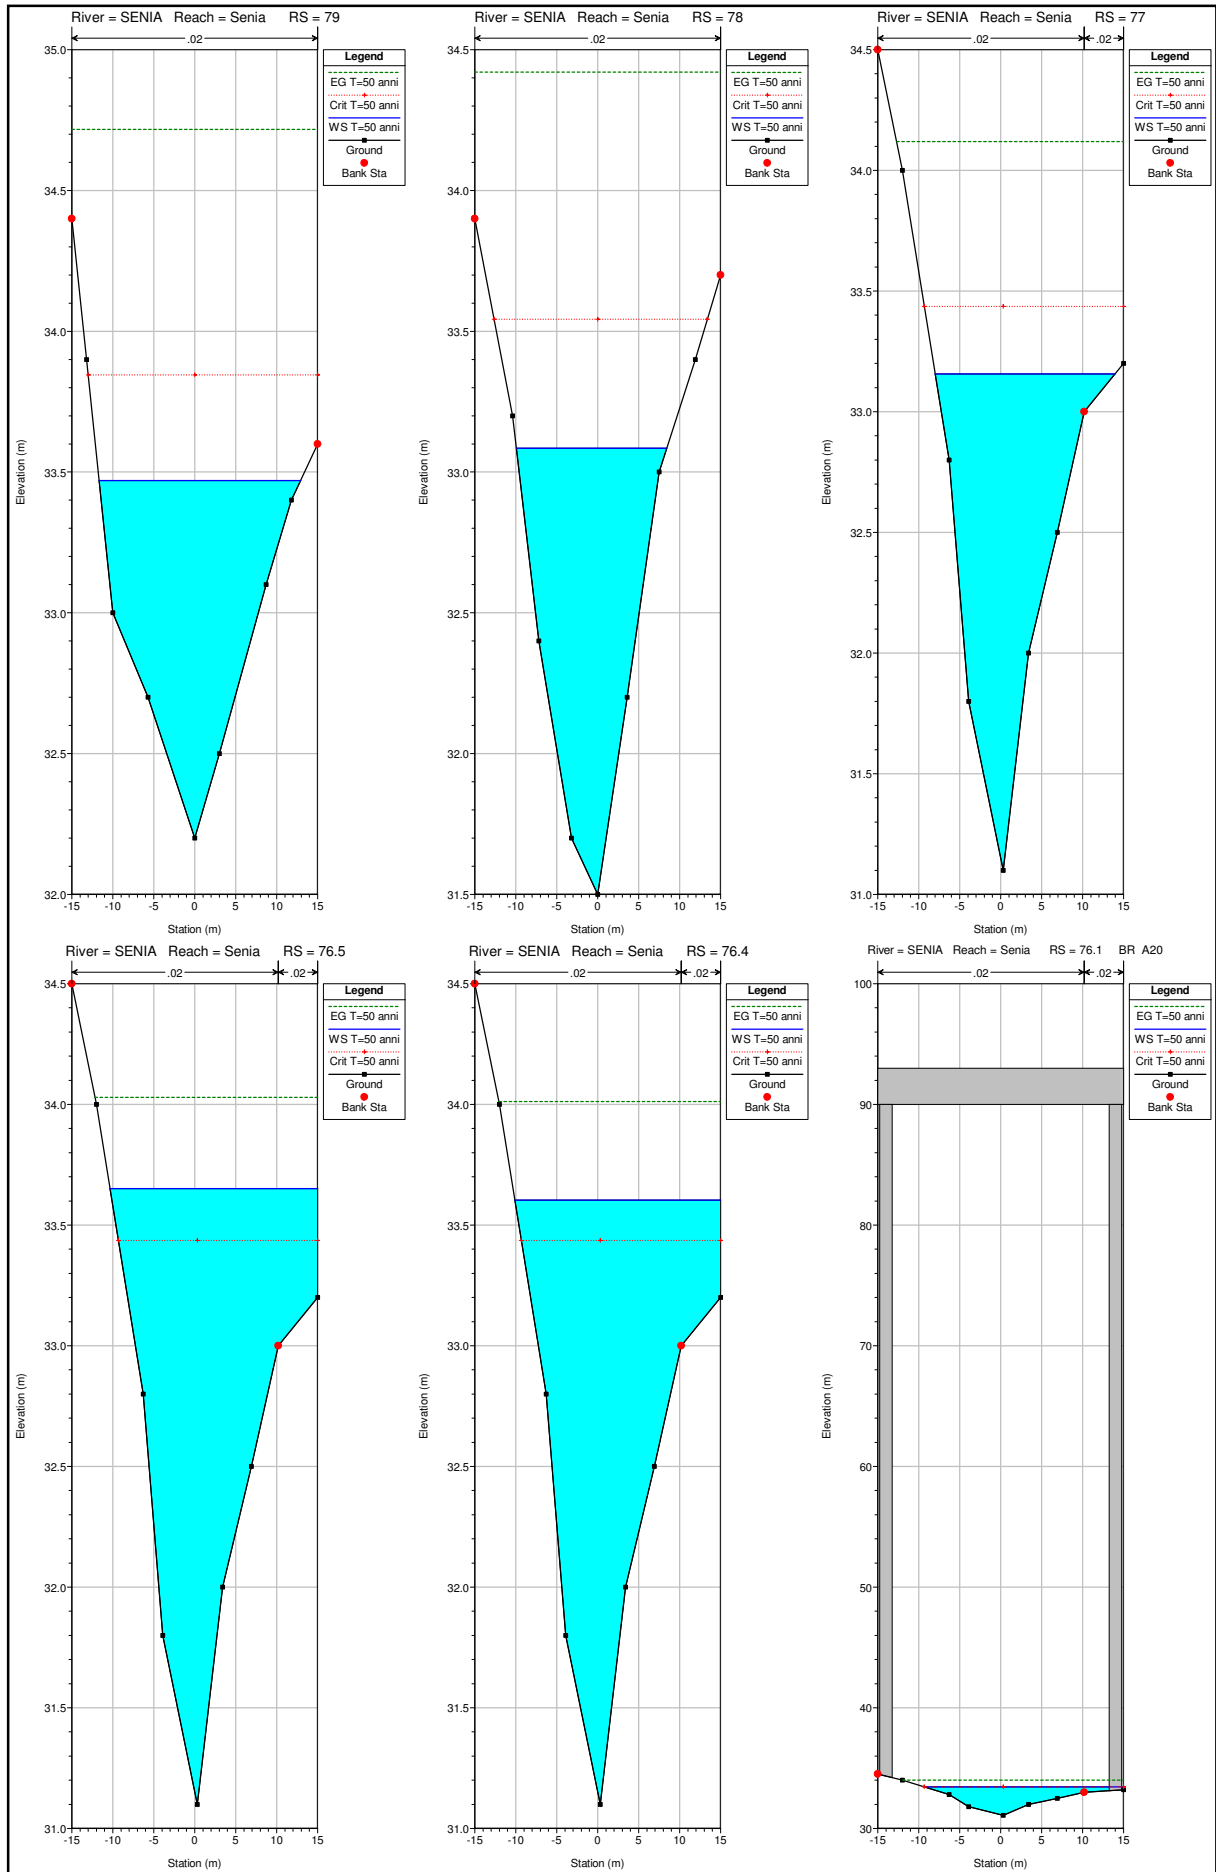 River = SENIA Reach = Senia RS = 79
.02
Legend
EG T=50 anni
Crit T=50 anni
WS T=50 anni
Ground
Bank Sta
35.0
34.5
34.0
33.5
33.0
32.5
32.0
Elevation (m)
-15 -10 -5 0 5 10 15
Station (m)
River = SENIA Reach = Senia RS = 78
.02
Legend
EG T=50 anni
Crit T=50 anni
WS T=50 anni
Ground
Bank Sta
34.5
34.0
33.5
33.0
32.5
32.0
31.5
Elevation (m)
-15 -10 -5 0 5 10 15
Station (m)
River = SENIA Reach = Senia RS = 77
.02 .02
Legend
EG T=50 anni
Crit T=50 anni
WS T=50 anni
Ground
Bank Sta
34.5
34.0
33.5
33.0
32.5
32.0
31.5
31.0
Elevation (m)
-15 -10 -5 0 5 10 15
Station (m)
River = SENIA Reach = Senia RS = 76.5
.02 .02
Legend
EG T=50 anni
WS T=50 anni
Crit T=50 anni
Ground
Bank Sta
34.5
34.0
33.5
33.0
32.5
32.0
31.5
31.0
Elevation (m)
-15 -10 -5 0 5 10 15
Station (m)
River = SENIA Reach = Senia RS = 76.4
.02 .02
Legend
EG T=50 anni
WS T=50 anni
Crit T=50 anni
Ground
Bank Sta
34.5
34.0
33.5
33.0
32.5
32.0
31.5
31.0
Elevation (m)
-15 -10 -5 0 5 10 15
Station (m)
River = SENIA Reach = Senia RS = 76.1 BR A20
.02 .02
Legend
EG T=50 anni
WS T=50 anni
Crit T=50 anni
Ground
Bank Sta
100
90
80
70
60
50
40
30
Elevation (m)
-15 -10 -5 0 5 10 15
Station (m)